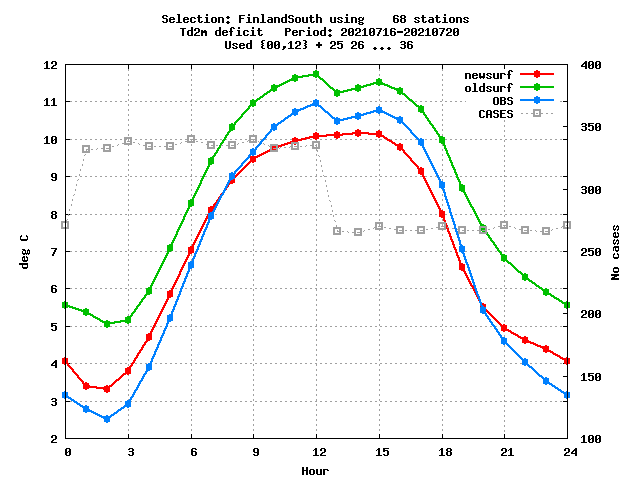 Selection: FinlandSouth using    68 stations
Td2m deficit   Period: 20210716-20210720
Used {00,12} + 25 26 ... 36
12
11
10
9
8
7
6
5
4
3
2
400
350
300
250
200
150
100
newsurf
oldsurf
OBS
CASES
deg C
No cases
0 3 6 9 12 15 18 21 24
Hour